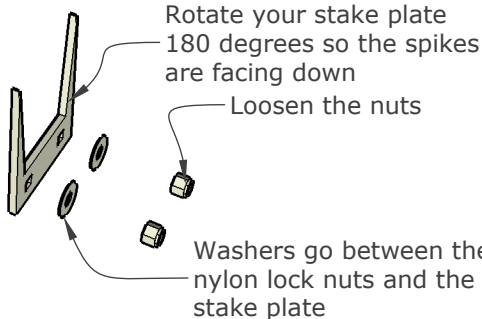 Rotate your stake plate
180 degrees so the spikes
are facing down
Loosen the nuts
Washers go between the
nylon lock nuts and the
stake plate